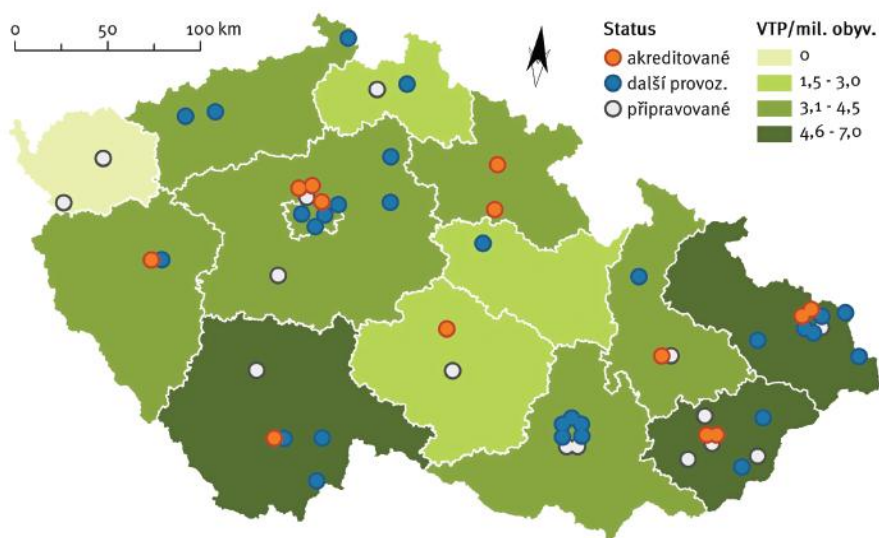 0 50 100 km
Status
akreditované
další provoz.
připravované
VTP/mil. obyv.
0
1,5 - 3,0
3,1 - 4,5
4,6 - 7,0